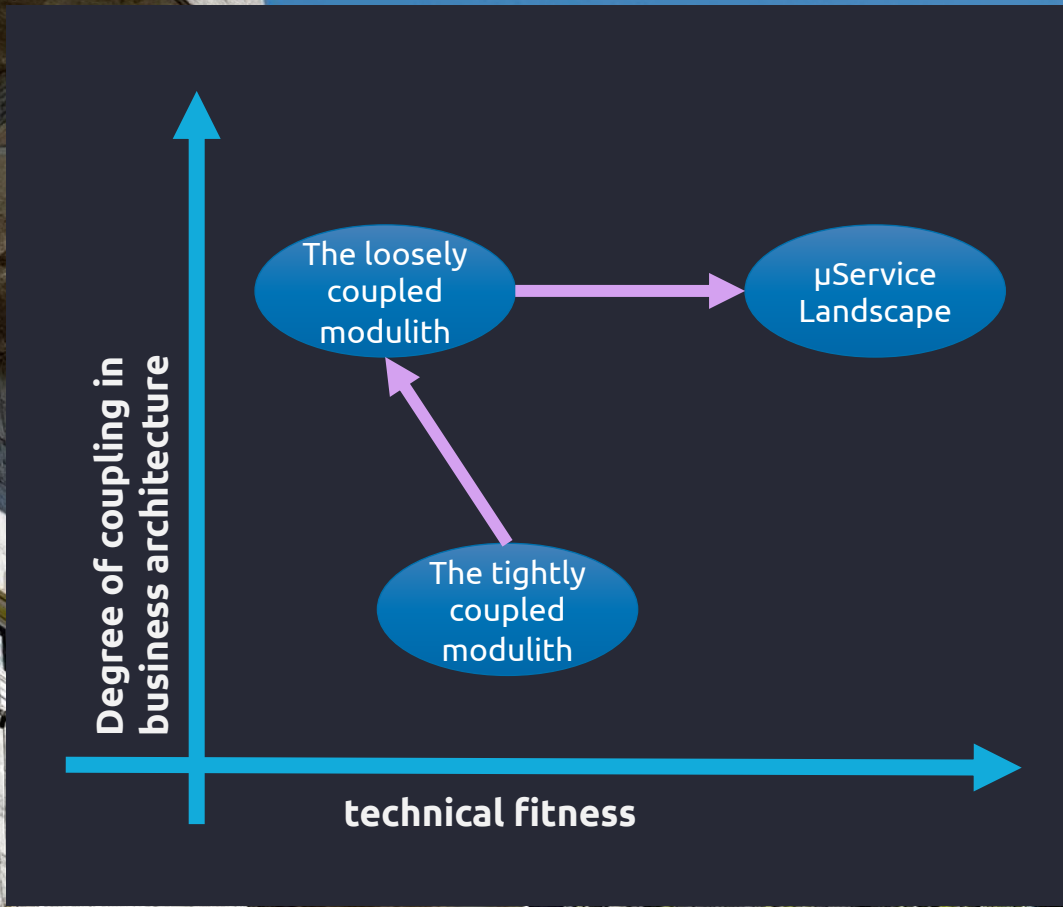 The loosely
coupled
modulith
µService
Landscape
Degree of coupling in
business architecture
The tightly
coupled
modulith
technical fitness